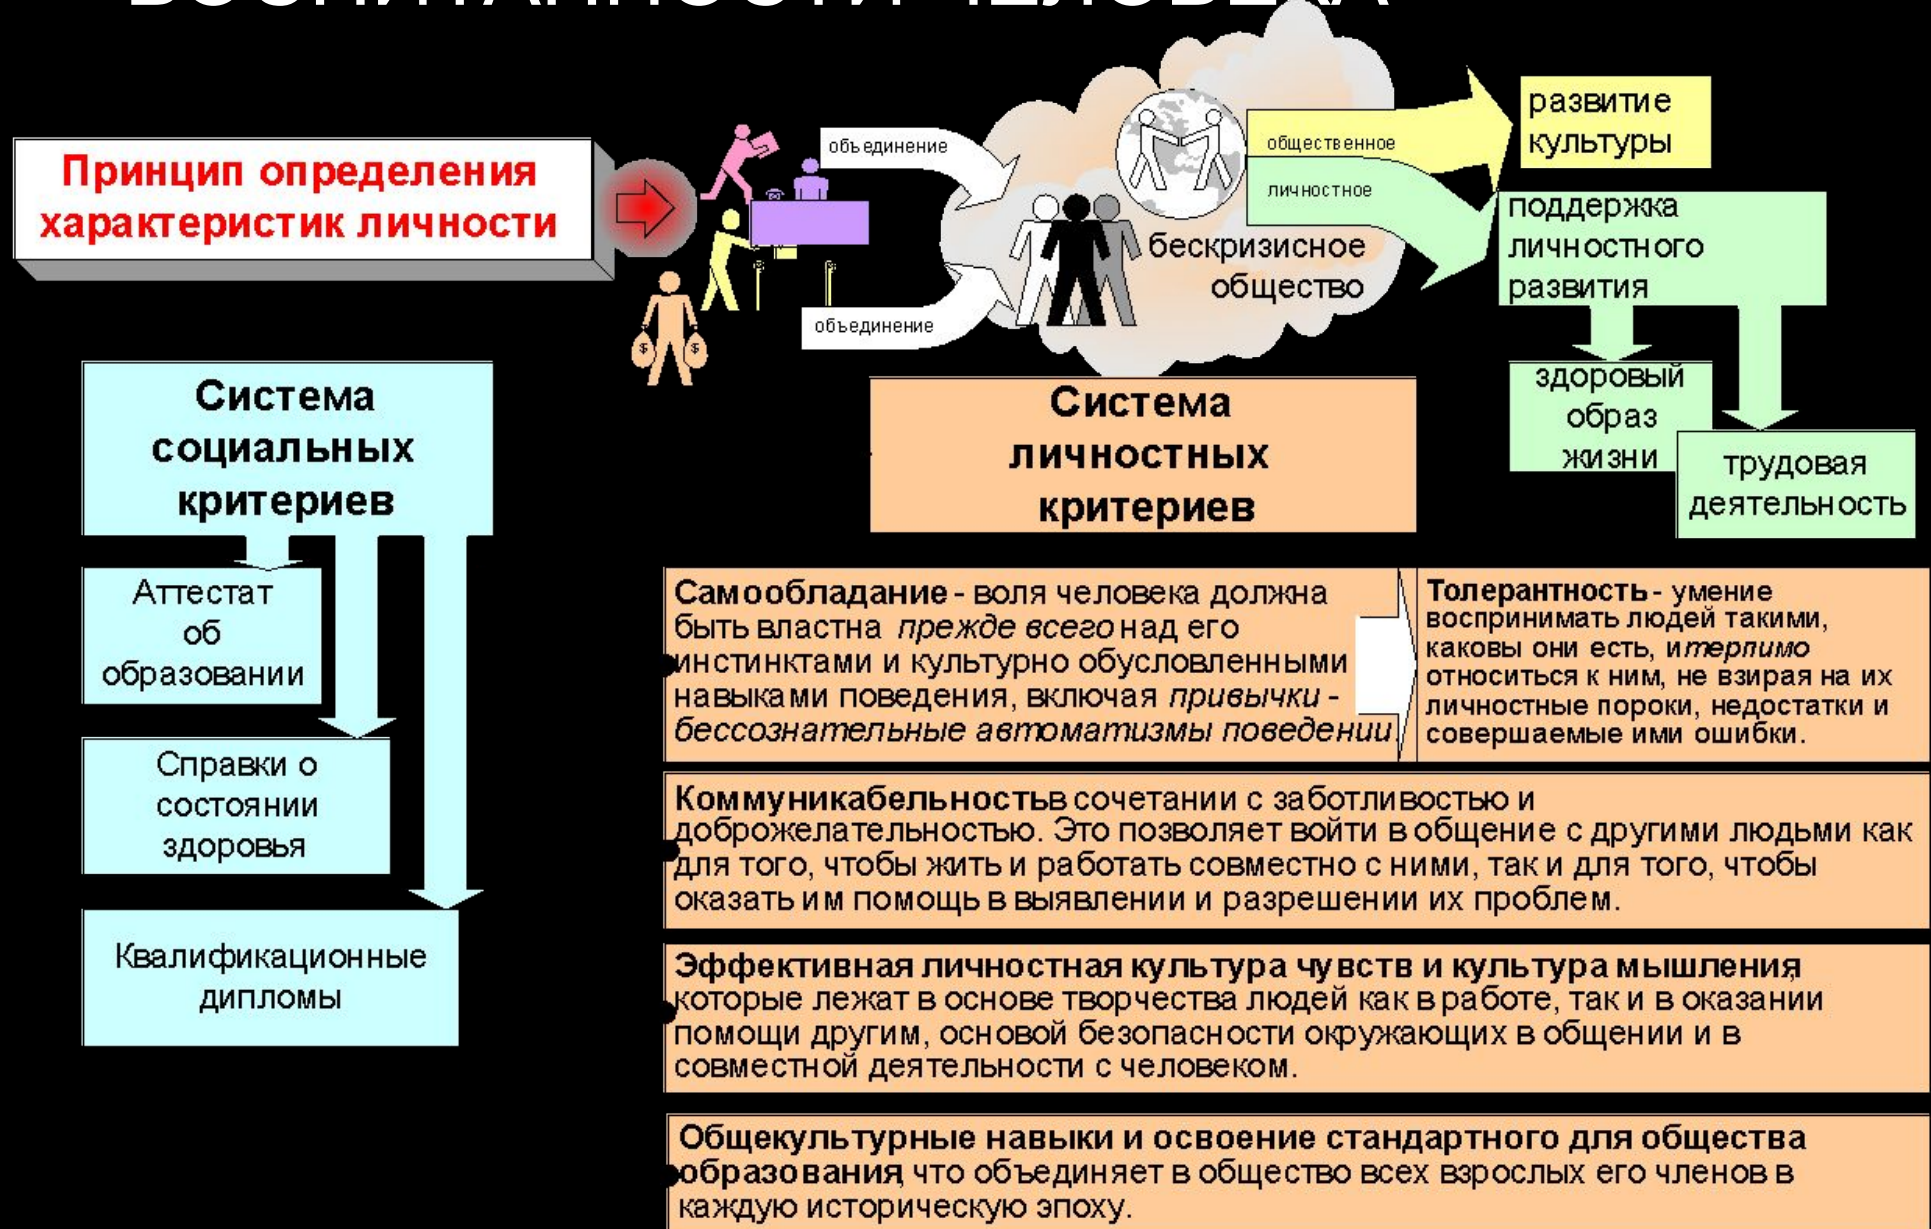 ВОСПИТАННОСТИ ЧЕЛОВЕКА
Принцип определения
характеристик личности
объединение
объединение
бескризисное
общество
общественное
личностное
развитие
культуры
поддержка
личностного
развития
здоровый
образ
жизни
трудовая
деятельность
Система
социальных
критериев
Аттестат
об
образовании
Справки о
состоянии
здоровья
Квалификационные
дипломы
Система
личностных
критериев
Самообладание - воля человека должна
быть властна прежде всего над его
инстинктами и культурно обусловленными
навыками поведения, включая привычки -
бессознательные автоматизмы поведении.
Толерантность - умение
воспринимать людей такими,
каковы они есть, и терпимо
относиться к ним, не взирая на их
личностные пороки, недостатки и
совершаемые ими ошибки.
Коммуникабельность в сочетании с заботливостью и
доброжелательностью. Это позволяет войти в общение с другими людьми как
для того, чтобы жить и работать совместно с ними, так и для того, чтобы
оказать им помощь в выявлении и разрешении их проблем.
Эффективная личностная культура чувств и культура мышления,
которые лежат в основе творчества людей как в работе, так и в оказании
помощи другим, основой безопасности окружающих в общении и в
совместной деятельности с человеком.
Общекультурные навыки и освоение стандартного для общества
образования, что объединяет в общество всех взрослых его членов в
каждую историческую эпоху.